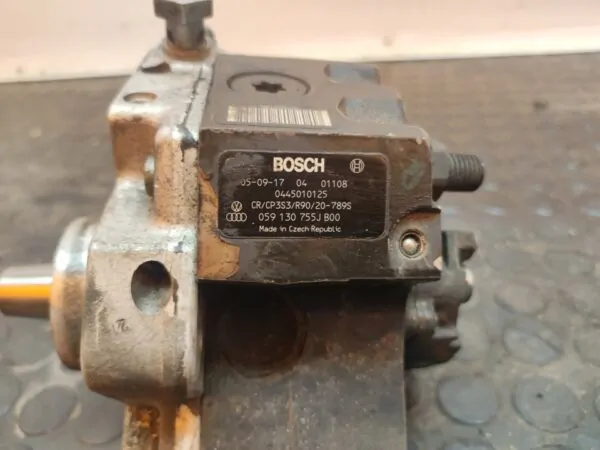 BOSCH
05-09-17 04 01108
0445010125
CR/CP3S3/R90/20-789S
059 130 755J B00
Made in Czech Republic